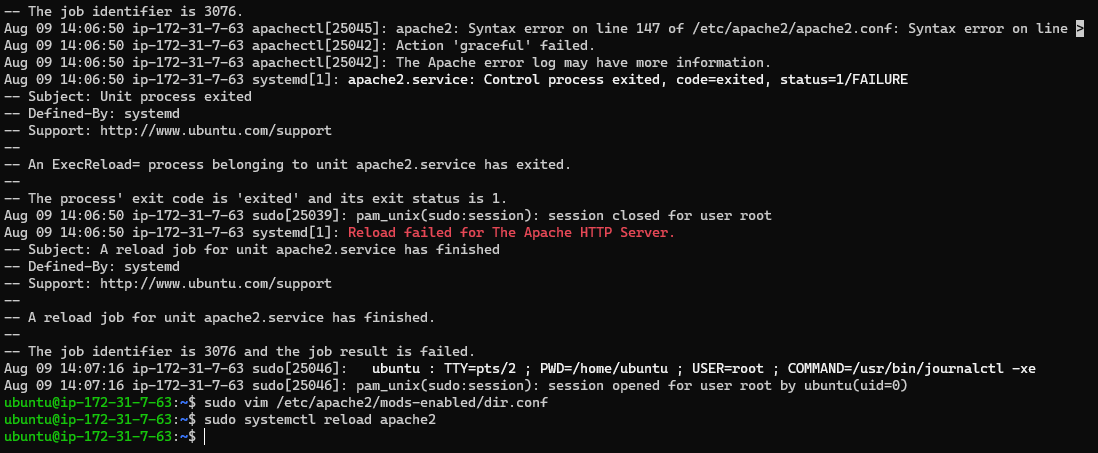 -- The job identifier is 3076.
Aug 09 14:06:50 ip-172-31-7-63 apachectl[25045]: apache2: Syntax error on line 147 of /etc/apache2/apache2.conf: Syntax error on line >
Aug 09 14:06:50 ip-172-31-7-63 apachectl[25042]: Action 'graceful' failed.
Aug 09 14:06:50 ip-172-31-7-63 apachectl[25042]: The Apache error log may have more information.
Aug 09 14:06:50 ip-172-31-7-63 systemd[1]: apache2.service: Control process exited, code=exited, status=1/FAILURE
-- Subject: Unit process exited
-- Defined-By: systemd
-- Support: http://www.ubuntu.com/support
--
-- An ExecReload= process belonging to unit apache2.service has exited.
--
-- The process' exit code is 'exited' and its exit status is 1.
Aug 09 14:06:50 ip-172-31-7-63 sudo[25039]: pam_unix(sudo:session): session closed for user root
Aug 09 14:06:50 ip-172-31-7-63 systemd[1]: Reload failed for The Apache HTTP Server.
-- Subject: A reload job for unit apache2.service has finished
-- Defined-By: systemd
-- Support: http://www.ubuntu.com/support
--
-- A reload job for unit apache2.service has finished.
--
-- The job identifier is 3076 and the job result is failed.
Aug 09 14:07:16 ip-172-31-7-63 sudo[25046]:   ubuntu : TTY=pts/2 ; PWD=/home/ubuntu ; USER=root ; COMMAND=/usr/bin/journalctl -xe
Aug 09 14:07:16 ip-172-31-7-63 sudo[25046]: pam_unix(sudo:session): session opened for user root by ubuntu(uid=0)
ubuntu@ip-172-31-7-63:~$ sudo vim /etc/apache2/mods-enabled/dir.conf
ubuntu@ip-172-31-7-63:~$ sudo systemctl reload apache2
ubuntu@ip-172-31-7-63:~$